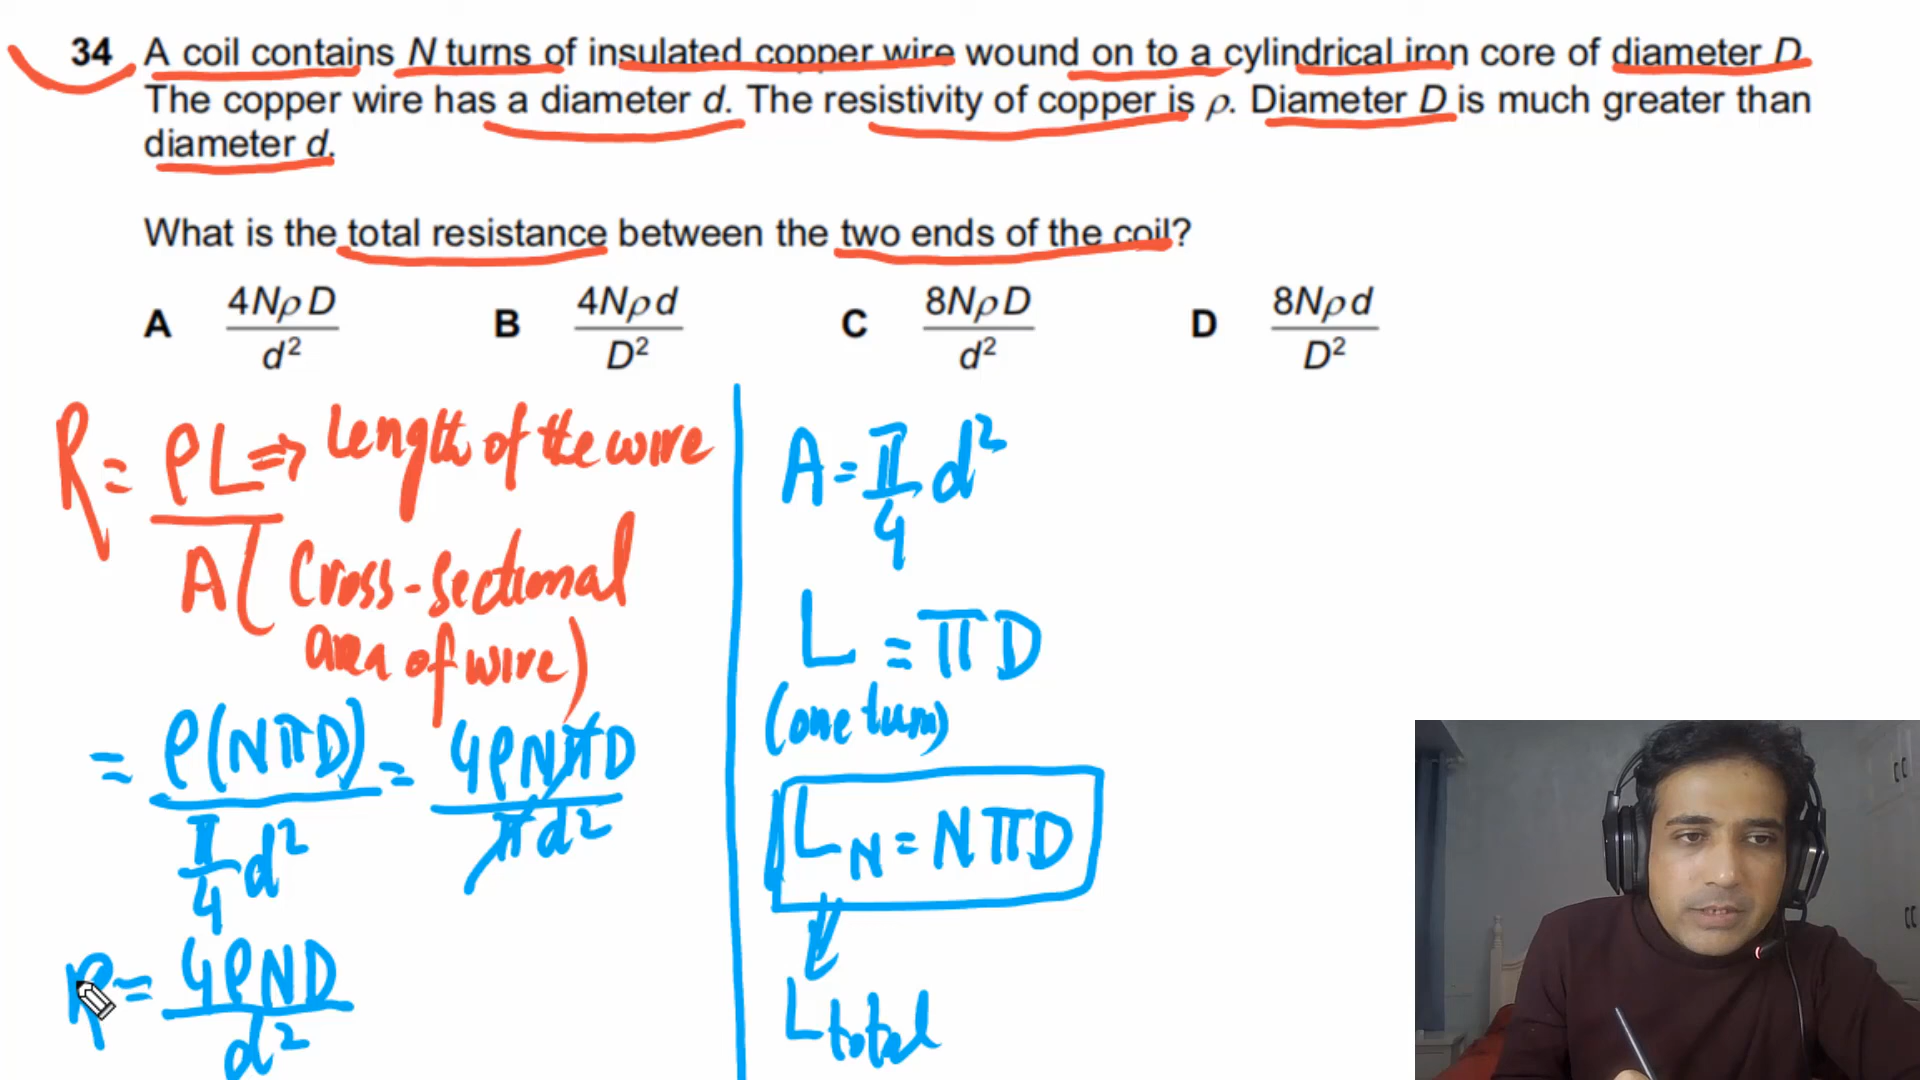 34 A coil contains N turns of insulated copper wire wound on to a cylindrical iron core of diameter D.
The copper wire has a diameter d. The resistivity of copper is ρ. Diameter D is much greater than
diameter d.
What is the total resistance between the two ends of the coil?
A 4NρD/d² B 4Nρd/D² C 8NρD/d² D 8Nρd/D²
R = ρL/A ⇒ Length of the wire
(Cross-sectional
area of wire)
= ρ(NπD)/(π/4 d²) = 4ρNπD/πd²
R = 4ρND/d²
A = π/4 d²
L = πD
(one turn)
L_N = NπD
L total